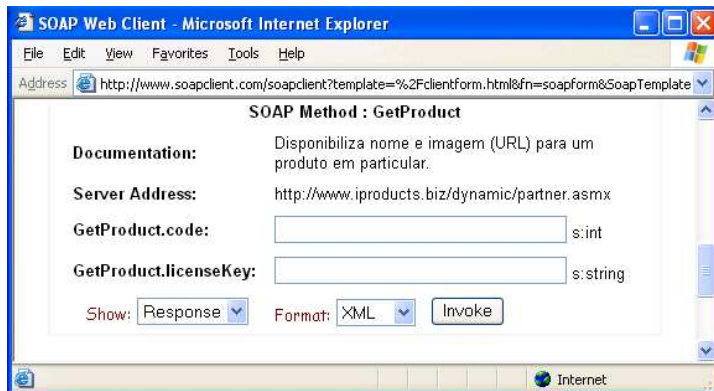 SOAP Web Client - Microsoft Internet Explorer
File Edit View Favorites Tools Help
Address http://www.soapclient.com/soapclient?template=%2Fclientform.html&fn=soapform&SoapTemplate
SOAP Method : GetProduct
Documentation: Disponibiliza nome e imagem (URL) para um
produto em particular.
Server Address: http://www.iproducts.biz/dynamic/partner.asmx
GetProduct.code: s:int
GetProduct.licenseKey: s:string
Show: Response Format: XML Invoke
Internet